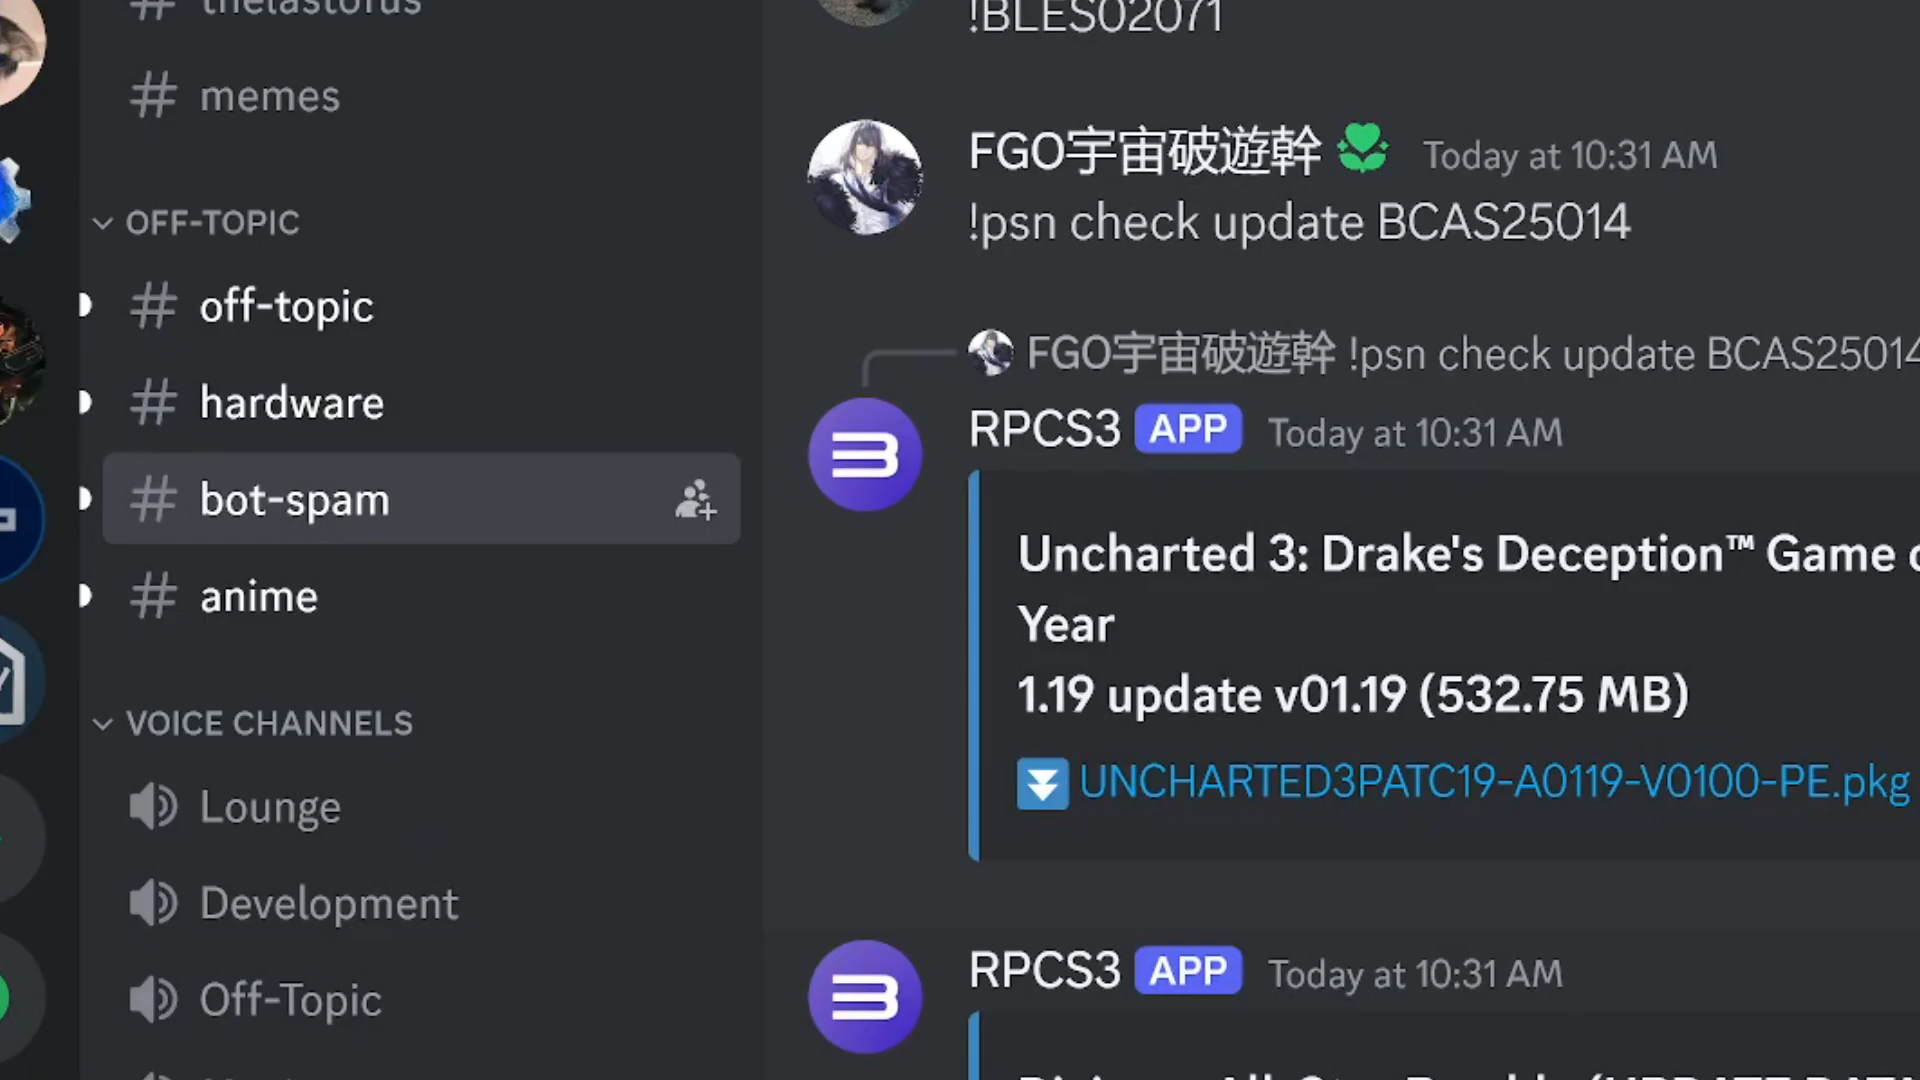 thelastofus
memes
OFF-TOPIC
off-topic
hardware
bot-spam
anime
VOICE CHANNELS
Lounge
Development
Off-Topic
!BLES02071
FGO宇宙破遊幹 Today at 10:31 AM
!psn check update BCAS25014
FGO宇宙破遊幹 !psn check update BCAS25014
RPCS3 APP Today at 10:31 AM
Uncharted 3: Drake's Deception™ Game
Year
1.19 update v01.19 (532.75 MB)
UNCHARTED3PATC19-A0119-V0100-PE.pkg
RPCS3 APP Today at 10:31 AM